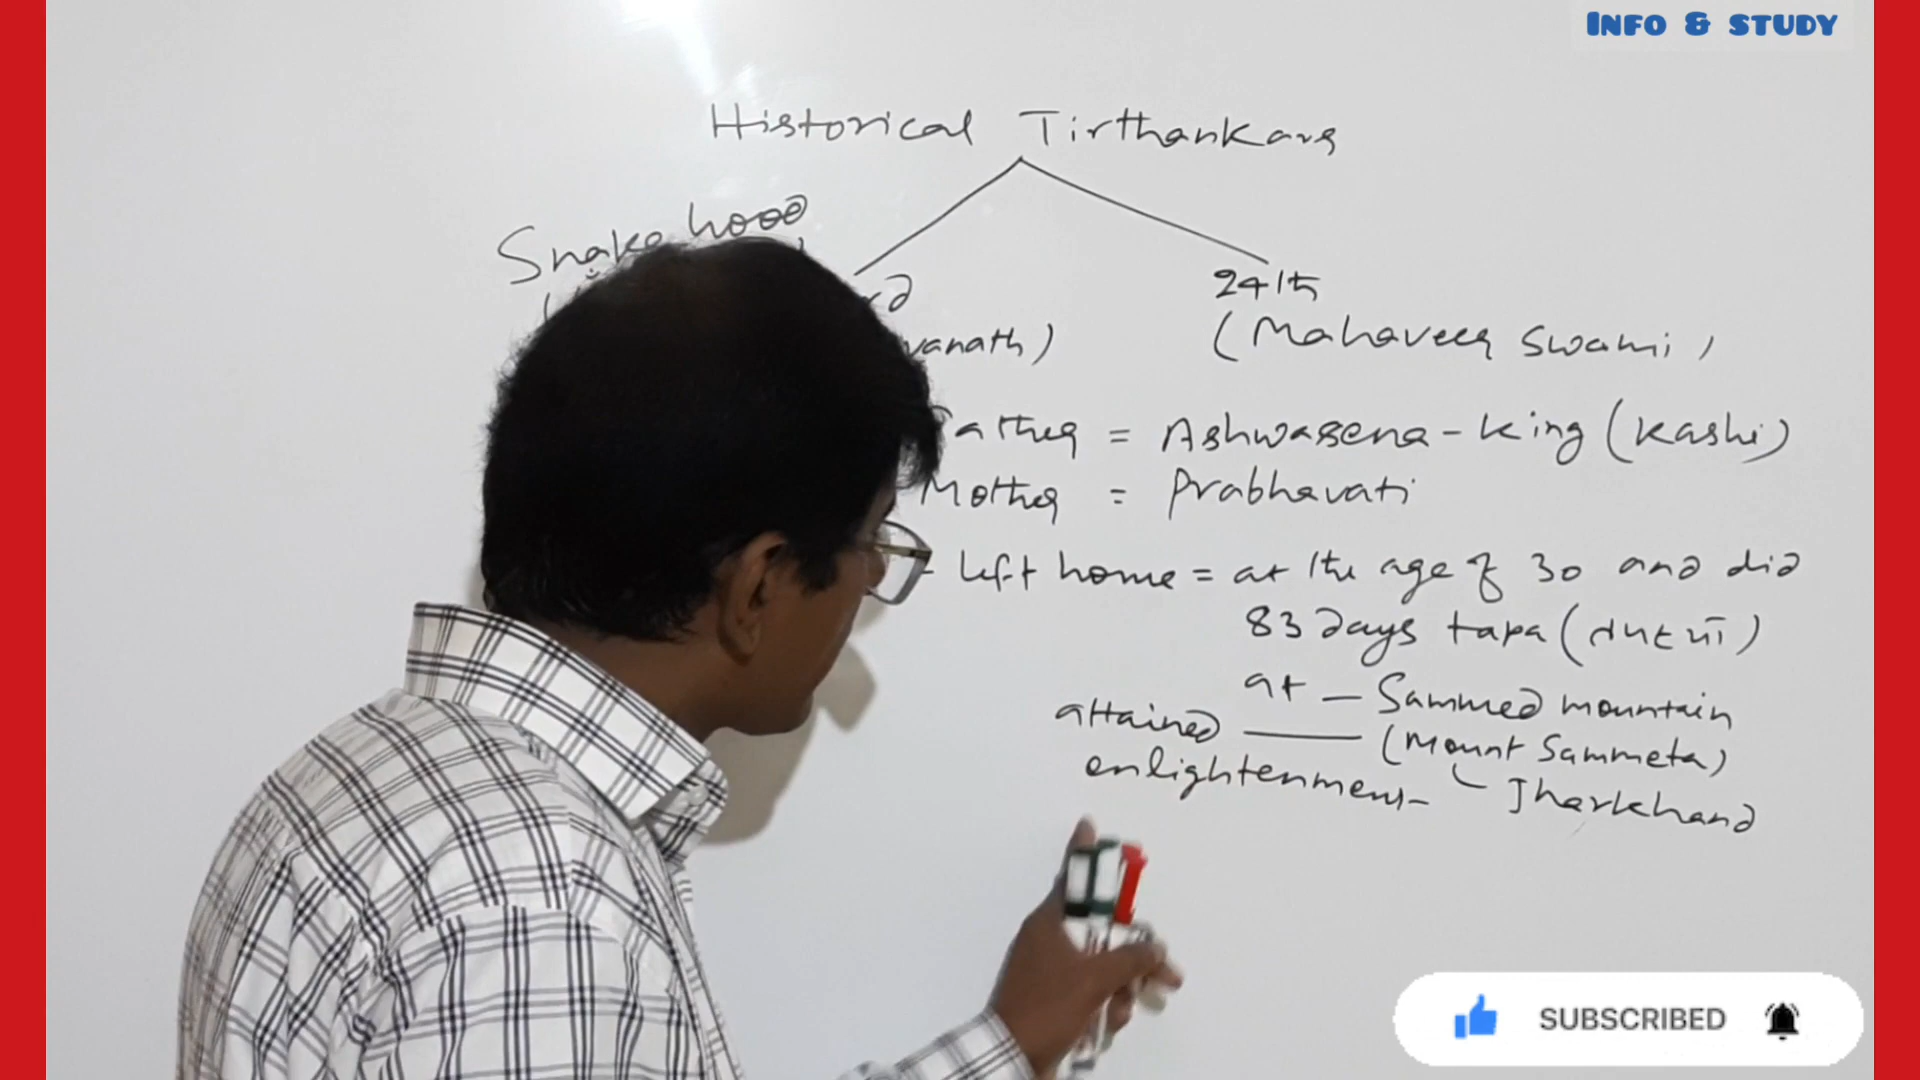 INFO & STUDY
Historical Tirthankars
Snake hood
24th
vanath)
(Mahaveer Swami)
Father = Ashwasena - King (Kashi)
Mother = Prabhavati
- left home = at the age of 30 and did
83 days tapa (तपस्या)
at — Sammed mountain
attained — (Mount Sammeta)
enlightenment - Jharkhand
SUBSCRIBED